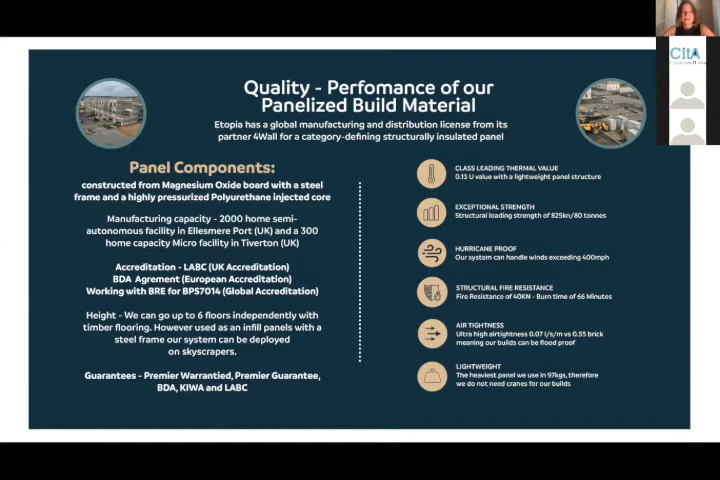 Quality - Perfomance of our
Panelized Build Material
Etopia has a global manufacturing and distribution license from its
partner 4Wall for a category-defining structurally insulated panel
Panel Components:
constructed from Magnesium Oxide board with a steel
frame and a highly pressurized Polyurethane injected core
Manufacturing capacity - 2000 home semi-
autonomous facility in Ellesmere Port (UK) and a 300
home capacity Micro facility in Tiverton (UK)
Accreditation - LABC (UK Accreditation)
BDA Agrement (European Accreditation)
Working with BRE for BPS7014 (Global Accreditation)
Height - We can go up to 6 floors independently with
timber flooring. However used as an infill panels with a
steel frame our system can be deployed
on skyscrapers.
Guarantees - Premier Warrantied, Premier Guarantee,
BDA, KIWA and LABC
CLASS LEADING THERMAL VALUE
0.13 U value with a lightweight panel structure
EXCEPTIONAL STRENGTH
Structural loading strength of 825kn/80 tonnes
HURRICANE PROOF
Our system can handle winds exceeding 400mph
STRUCTURAL FIRE RESISTANCE
Fire Resistance of 40KN - Burn time of 66 Minutes
AIR TIGHTNESS
Ultra high airtightness 0.07 l/s/m vs 0.55 brick
meaning our builds can be flood proof
LIGHTWEIGHT
The heaviest panel we use in 97kgs, therefore
we do not need cranes for our builds
CitA